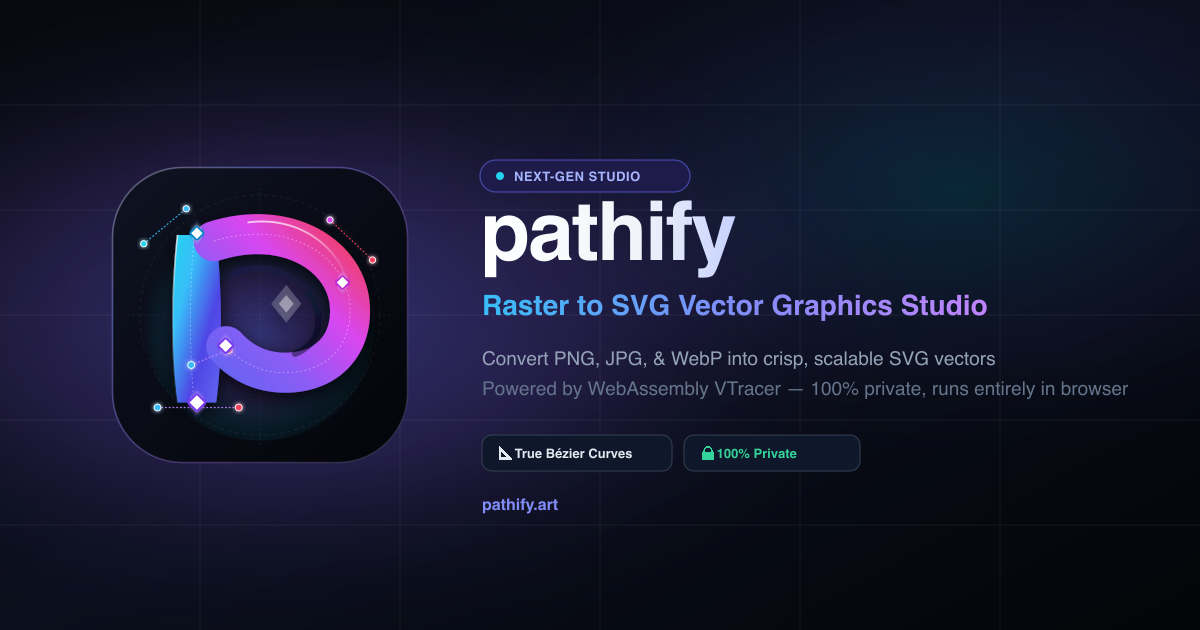 NEXT-GEN STUDIO
pathify
Raster to SVG Vector Graphics Studio
Convert PNG, JPG, & WebP into crisp, scalable SVG vectors
Powered by WebAssembly VTracer — 100% private, runs entirely in browser
True Bézier Curves
100% Private
pathify.art